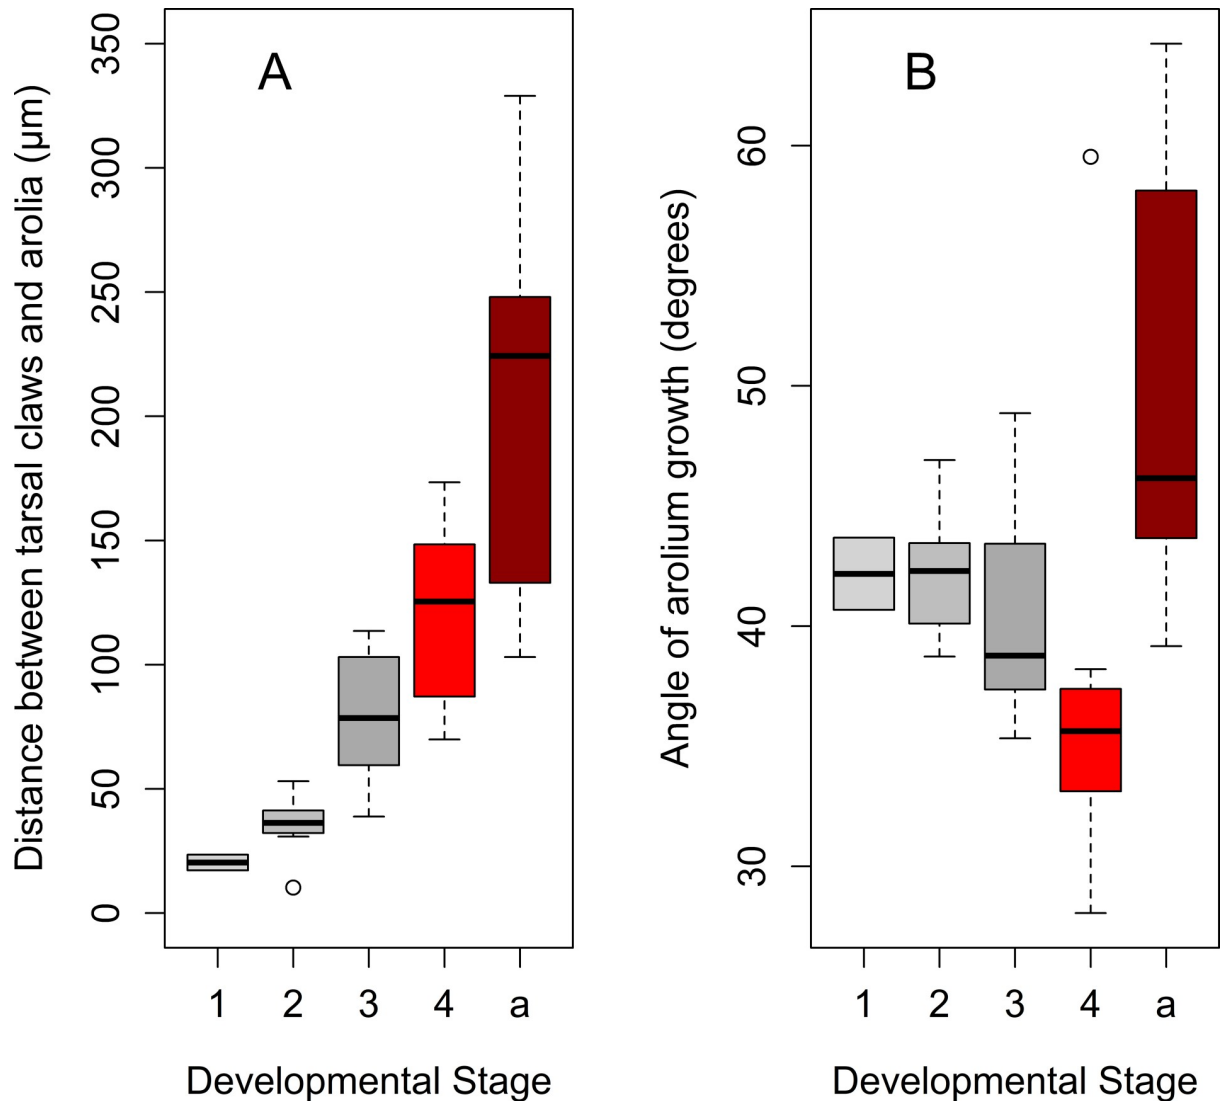 A
Distance between tarsal claws and arolia (µm)
350
300
250
200
150
100
50
0
1 2 3 4 a
Developmental Stage
B
Angle of arolium growth (degrees)
60
50
40
30
1 2 3 4 a
Developmental Stage